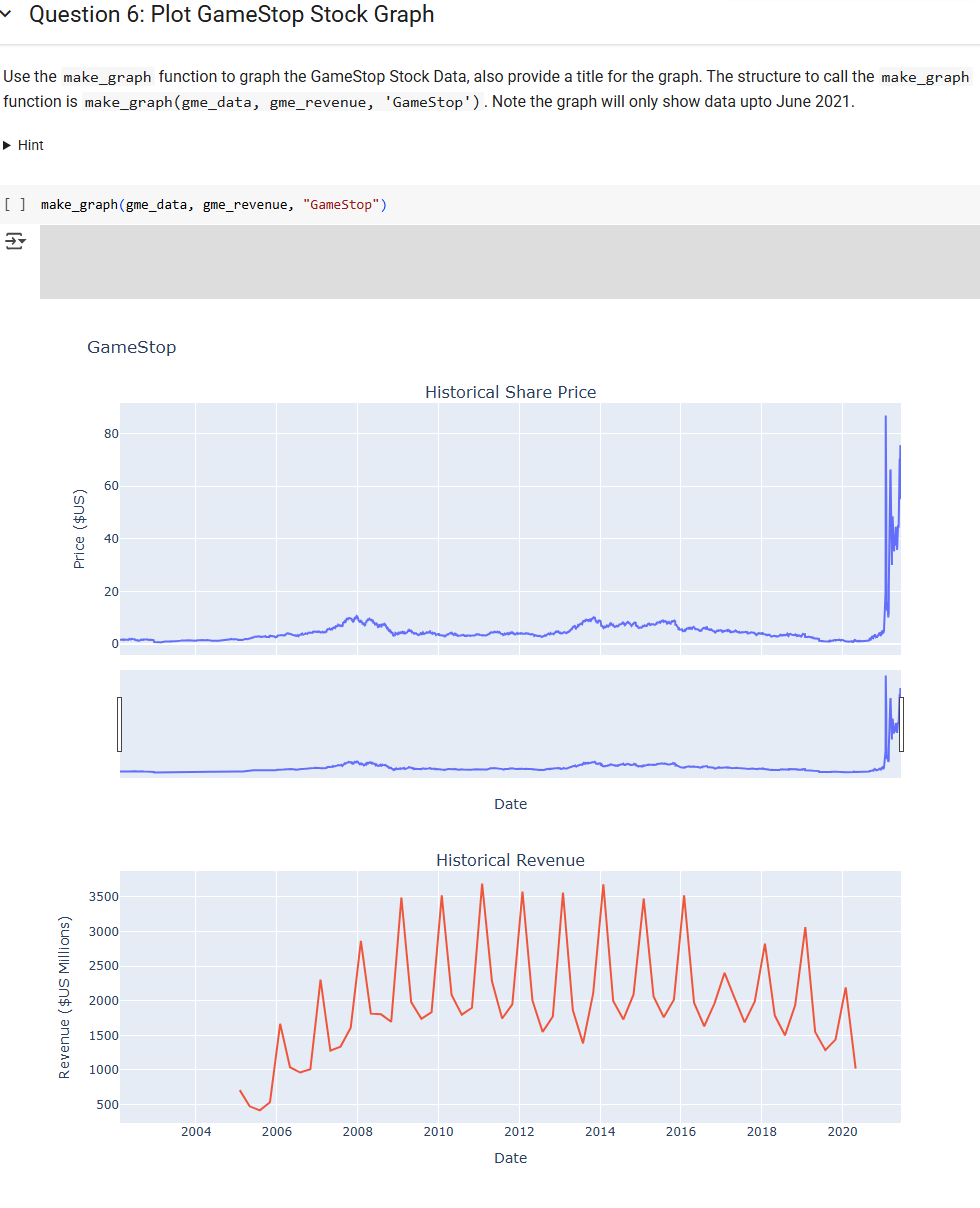 Question 6: Plot GameStop Stock Graph
Use the make_graph function to graph the GameStop Stock Data, also provide a title for the graph. The structure to call the make_graph
function is make_graph(gme_data, gme_revenue, 'GameStop'). Note the graph will only show data upto June 2021.
Hint
[ ] make_graph(gme_data, gme_revenue, "GameStop")
GameStop
Historical Share Price
Price ($US)
80
60
40
20
0
Date
Historical Revenue
Revenue ($US Millions)
3500
3000
2500
2000
1500
1000
500
2004 2006 2008 2010 2012 2014 2016 2018 2020
Date